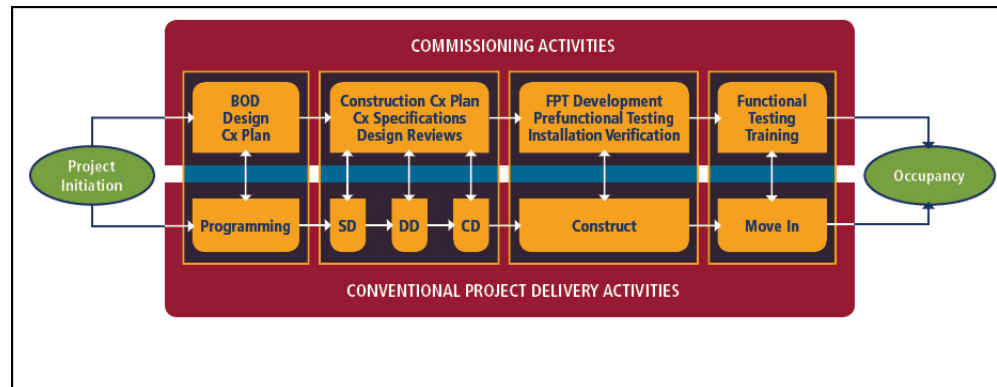 COMMISSIONING ACTIVITIES
BOD
Design
Cx Plan
Construction Cx Plan
Cx Specifications
Design Reviews
FPT Development
Prefunctional Testing
Installation Verification
Functional
Testing
Training
Project
Initiation
Occupancy
Programming
SD
DD
CD
Construct
Move In
CONVENTIONAL PROJECT DELIVERY ACTIVITIES